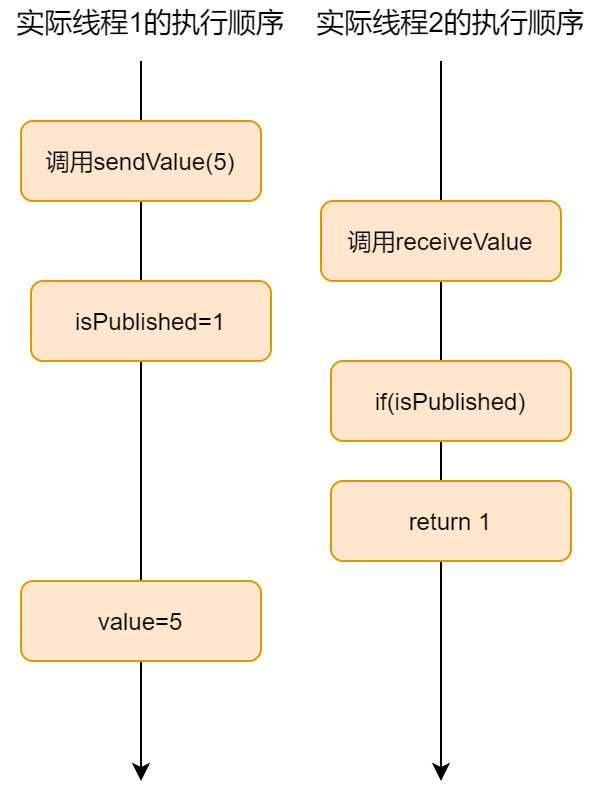 实际线程1的执行顺序
实际线程2的执行顺序
调用sendValue(5)
调用receiveValue
isPublished=1
if(isPublished)
return 1
value=5